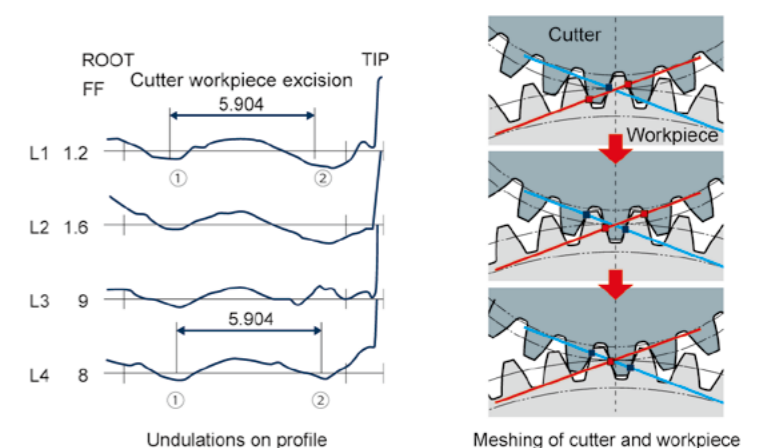 ROOT
TIP
FF
Cutter workpiece excision
5.904
L1 1.2
①
②
L2 1.6
L3 9
5.904
L4 8
①
②
Undulations on profile
Cutter
Workpiece
Meshing of cutter and workpiece